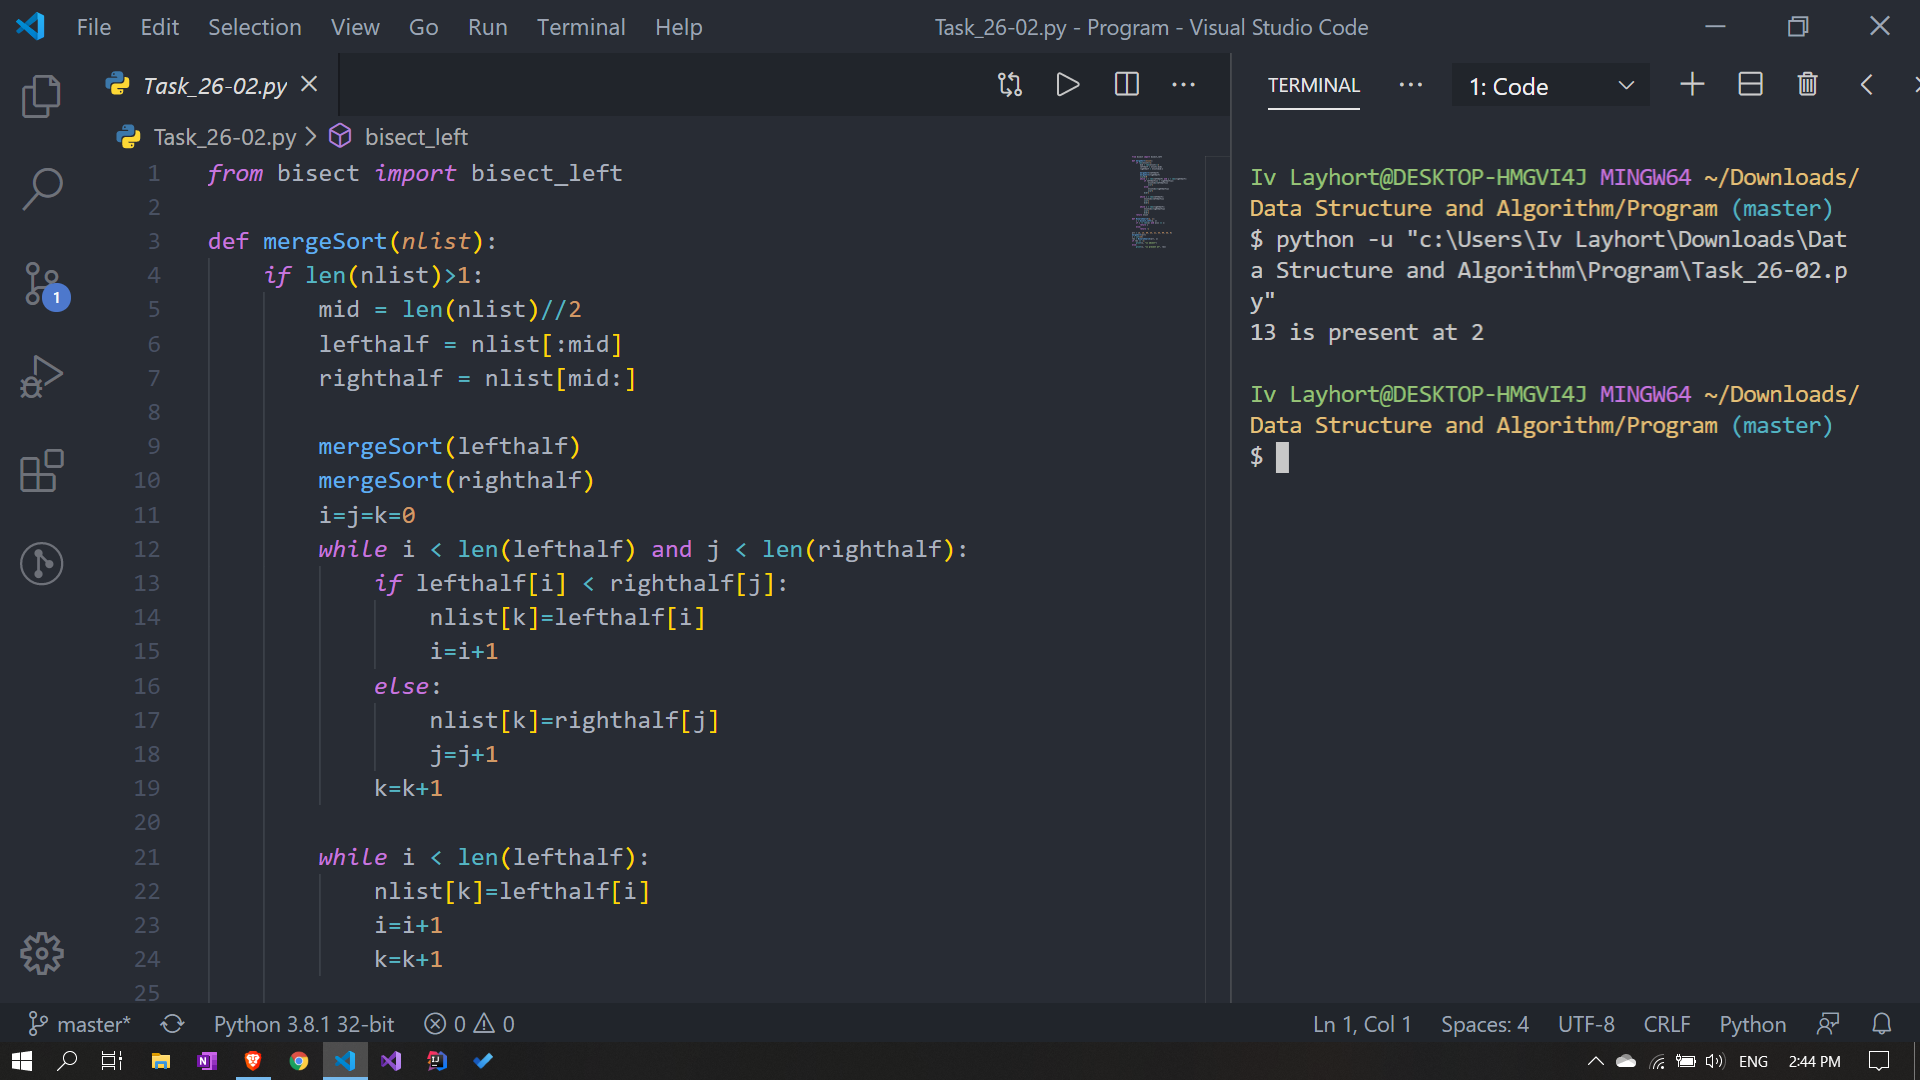 File Edit Selection View Go Run Terminal Help Task_26-02.py - Program - Visual Studio Code
Task_26-02.py
Task_26-02.py > bisect_left
1 from bisect import bisect_left
2
3 def mergeSort(nlist):
4     if len(nlist)>1:
5         mid = len(nlist)//2
6         lefthalf = nlist[:mid]
7         righthalf = nlist[mid:]
8
9         mergeSort(lefthalf)
10         mergeSort(righthalf)
11         i=j=k=0
12         while i < len(lefthalf) and j < len(righthalf):
13             if lefthalf[i] < righthalf[j]:
14                 nlist[k]=lefthalf[i]
15                 i=i+1
16             else:
17                 nlist[k]=righthalf[j]
18                 j=j+1
19             k=k+1
20
21         while i < len(lefthalf):
22             nlist[k]=lefthalf[i]
23             i=i+1
24             k=k+1
25
TERMINAL 1: Code
Iv Layhort@DESKTOP-HMGVI4J MINGW64 ~/Downloads/
Data Structure and Algorithm/Program (master)
$ python -u "c:\Users\Iv Layhort\Downloads\Dat
a Structure and Algorithm\Program\Task_26-02.p
y"
13 is present at 2
Iv Layhort@DESKTOP-HMGVI4J MINGW64 ~/Downloads/
Data Structure and Algorithm/Program (master)
$
1
master* Python 3.8.1 32-bit 0 0 Ln 1, Col 1 Spaces: 4 UTF-8 CRLF Python
ENG 2:44 PM